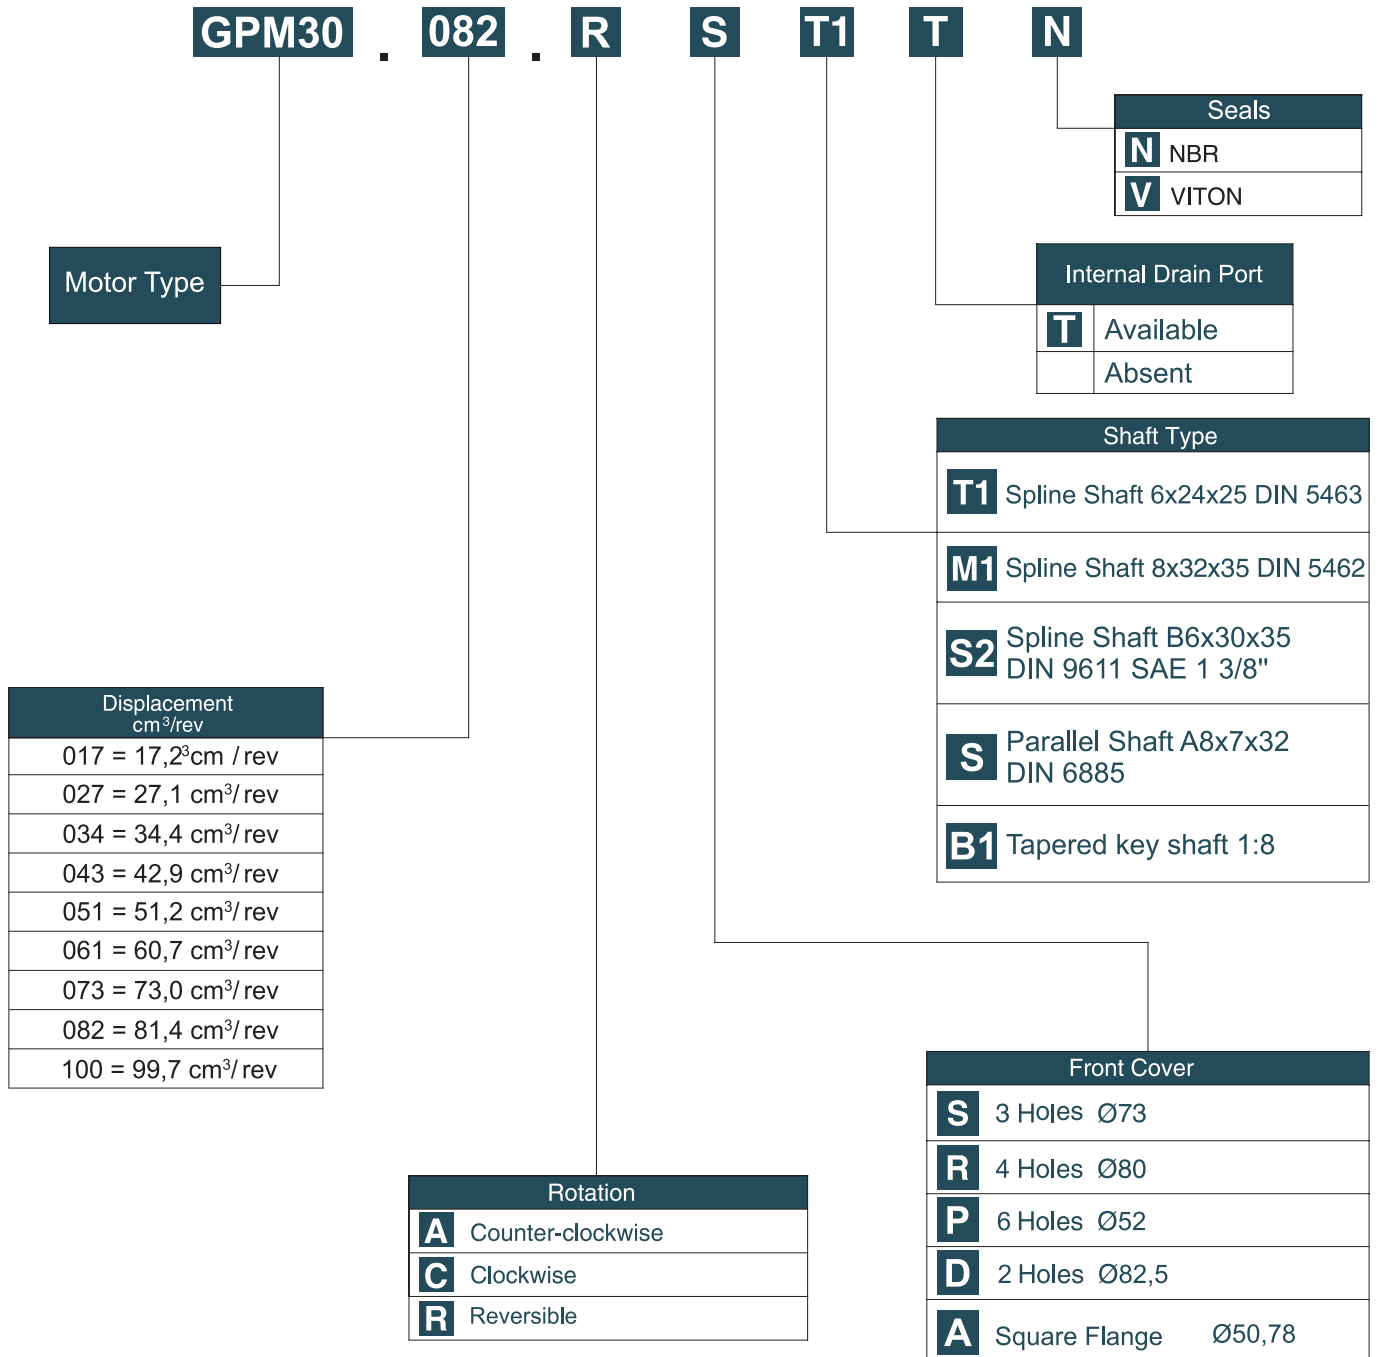 GPM30 . 082 . R S T1 T N
Seals
N NBR
V VITON
Motor Type
Internal Drain Port
T Available
Absent
Shaft Type
T1 Spline Shaft 6x24x25 DIN 5463
M1 Spline Shaft 8x32x35 DIN 5462
S2 Spline Shaft B6x30x35
DIN 9611 SAE 1 3/8"
S Parallel Shaft A8x7x32
DIN 6885
B1 Tapered key shaft 1:8
Displacement
cm³/rev
017 = 17,2³cm / rev
027 = 27,1 cm³/ rev
034 = 34,4 cm³/ rev
043 = 42,9 cm³/ rev
051 = 51,2 cm³/ rev
061 = 60,7 cm³/ rev
073 = 73,0 cm³/ rev
082 = 81,4 cm³/ rev
100 = 99,7 cm³/ rev
Rotation
A Counter-clockwise
C Clockwise
R Reversible
Front Cover
S 3 Holes Ø73
R 4 Holes Ø80
P 6 Holes Ø52
D 2 Holes Ø82,5
A Square Flange Ø50,78